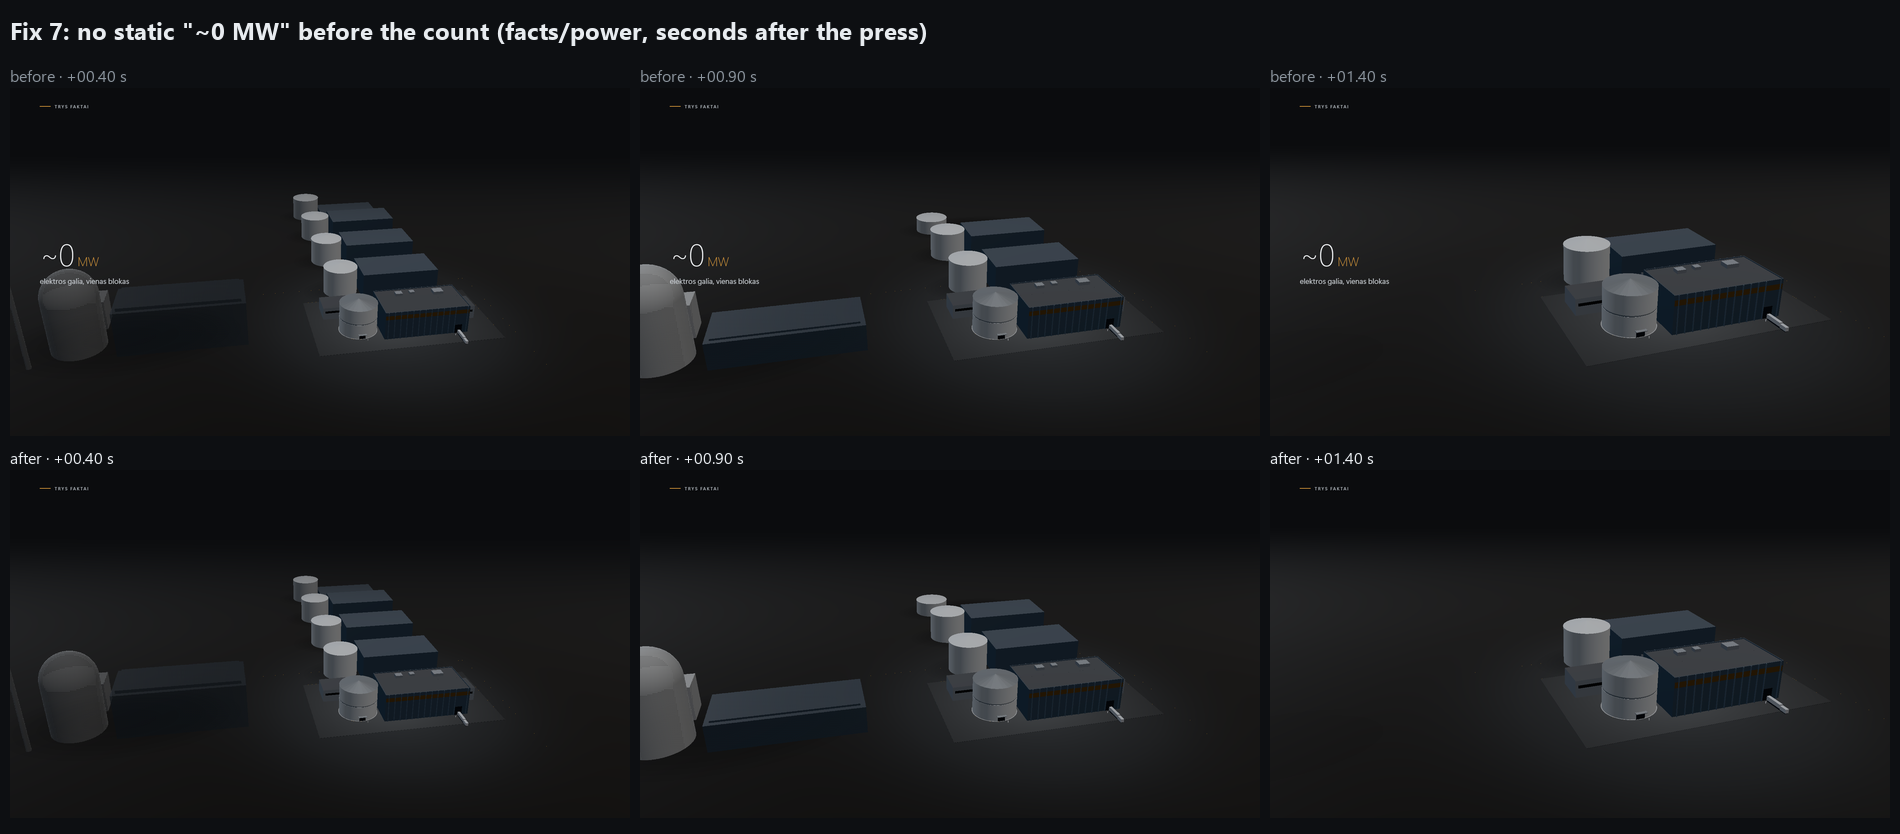 Fix 7: no static "~0 MW" before the count (facts/power, seconds after the press)
before · +00.40 s
before · +00.90 s
before · +01.40 s
TRYS FAKTAI
TRYS FAKTAI
TRYS FAKTAI
~0 MW
elektros galia, vienas blokas
~0 MW
elektros galia, vienas blokas
~0 MW
elektros galia, vienas blokas
after · +00.40 s
after · +00.90 s
after · +01.40 s
TRYS FAKTAI
TRYS FAKTAI
TRYS FAKTAI